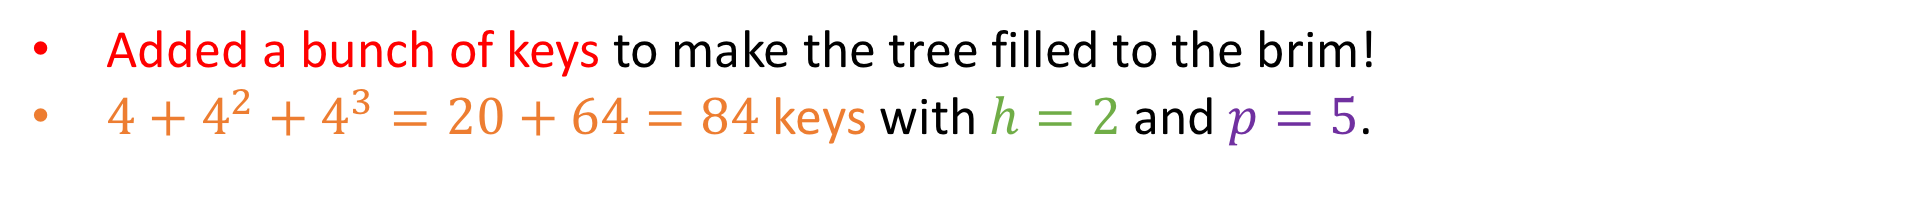 • Added a bunch of keys to make the tree filled to the brim!
• 4 + 4² + 4³ = 20 + 64 = 84 keys with h = 2 and p = 5.